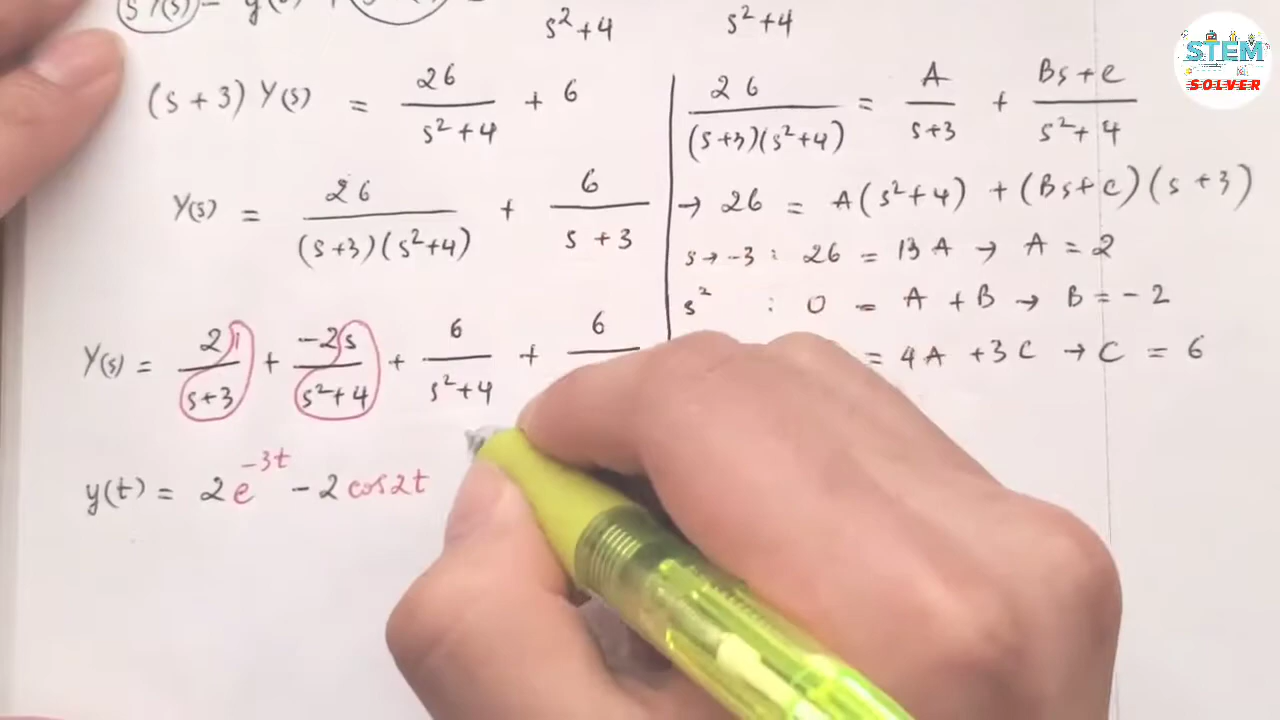 s²+4 s²+4
STEM
SOLVER
(s+3) Y(s) = 26/(s²+4) + 6
Y(s) = 26/((s+3)(s²+4)) + 6/(s+3)
Y(s) = 2/(s+3) + -2s/(s²+4) + 6/(s²+4) + 6
y(t) = 2e^(-3t) - 2 cos2t
26/((s+3)(s²+4)) = A/(s+3) + (Bs+C)/(s²+4)
→ 26 = A(s²+4) + (Bs+C)(s+3)
s→-3 : 26 = 13A → A = 2
s² : 0 = A + B → B = -2
= 4A + 3C → C = 6